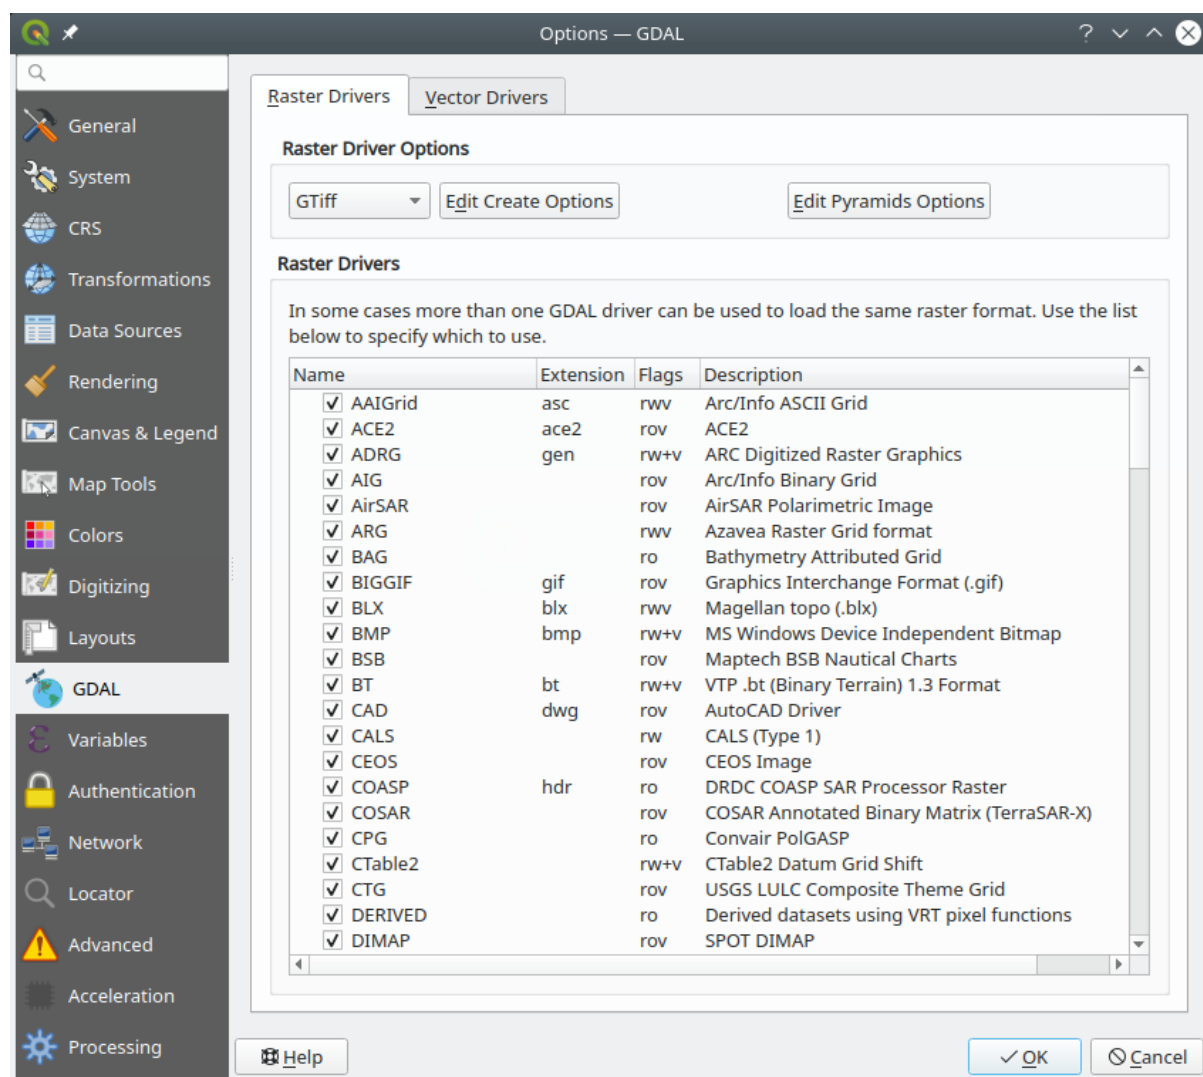 Options — GDAL
General
System
CRS
Transformations
Data Sources
Rendering
Canvas & Legend
Map Tools
Colors
Digitizing
Layouts
GDAL
Variables
Authentication
Network
Locator
Advanced
Acceleration
Processing
Raster Drivers Vector Drivers
Raster Driver Options
GTiff Edit Create Options Edit Pyramids Options
Raster Drivers
In some cases more than one GDAL driver can be used to load the same raster format. Use the list
below to specify which to use.
Name Extension Flags Description
AAIGrid asc rwv Arc/Info ASCII Grid
ACE2 ace2 rov ACE2
ADRG gen rw+v ARC Digitized Raster Graphics
AIG rov Arc/Info Binary Grid
AirSAR rov AirSAR Polarimetric Image
ARG rwv Azavea Raster Grid format
BAG ro Bathymetry Attributed Grid
BIGGIF gif rov Graphics Interchange Format (.gif)
BLX blx rwv Magellan topo (.blx)
BMP bmp rw+v MS Windows Device Independent Bitmap
BSB rov Maptech BSB Nautical Charts
BT bt rw+v VTP .bt (Binary Terrain) 1.3 Format
CAD dwg rov AutoCAD Driver
CALS rw CALS (Type 1)
CEOS rov CEOS Image
COASP hdr ro DRDC COASP SAR Processor Raster
COSAR rov COSAR Annotated Binary Matrix (TerraSAR-X)
CPG ro Convair PolGASP
CTable2 rw+v CTable2 Datum Grid Shift
CTG rov USGS LULC Composite Theme Grid
DERIVED ro Derived datasets using VRT pixel functions
DIMAP rov SPOT DIMAP
Help OK Cancel